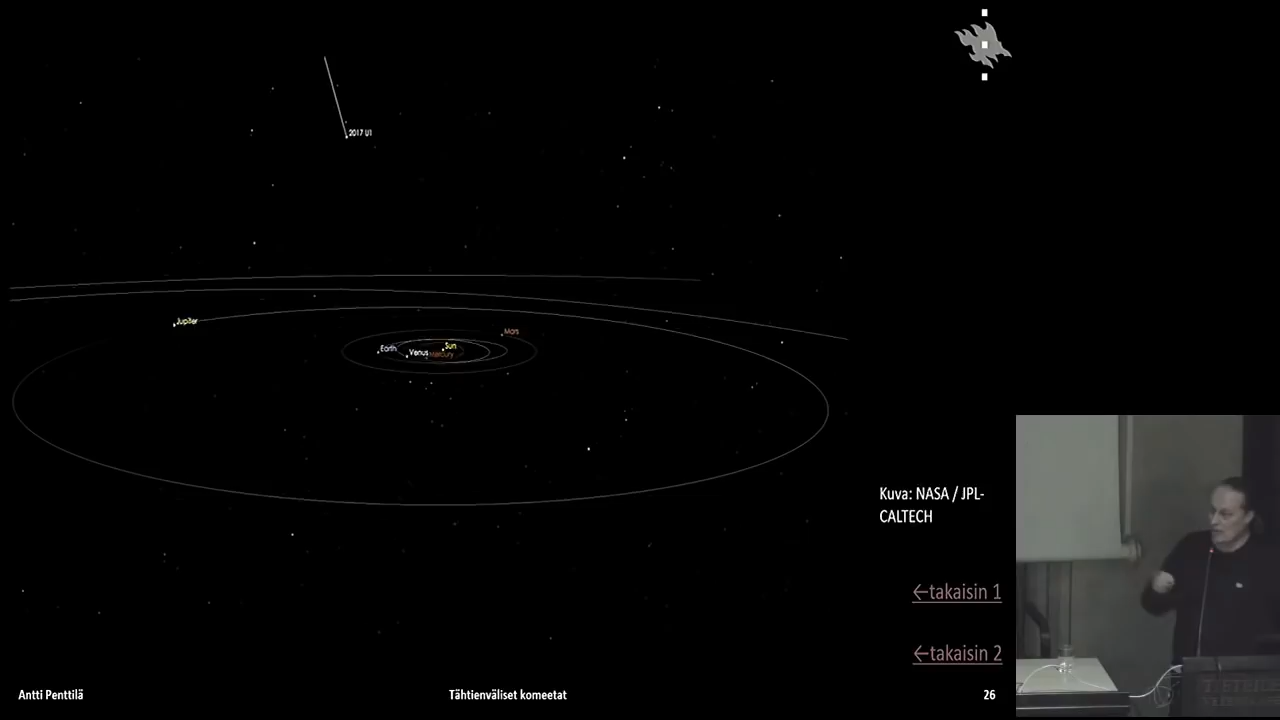 2017 U1
Jupiter
Mars
Earth
Sun
Venus
Mercury
Kuva: NASA / JPL-
CALTECH
←takaisin 1
←takaisin 2
Antti Penttilä
Tähtienväliset komeetat
26